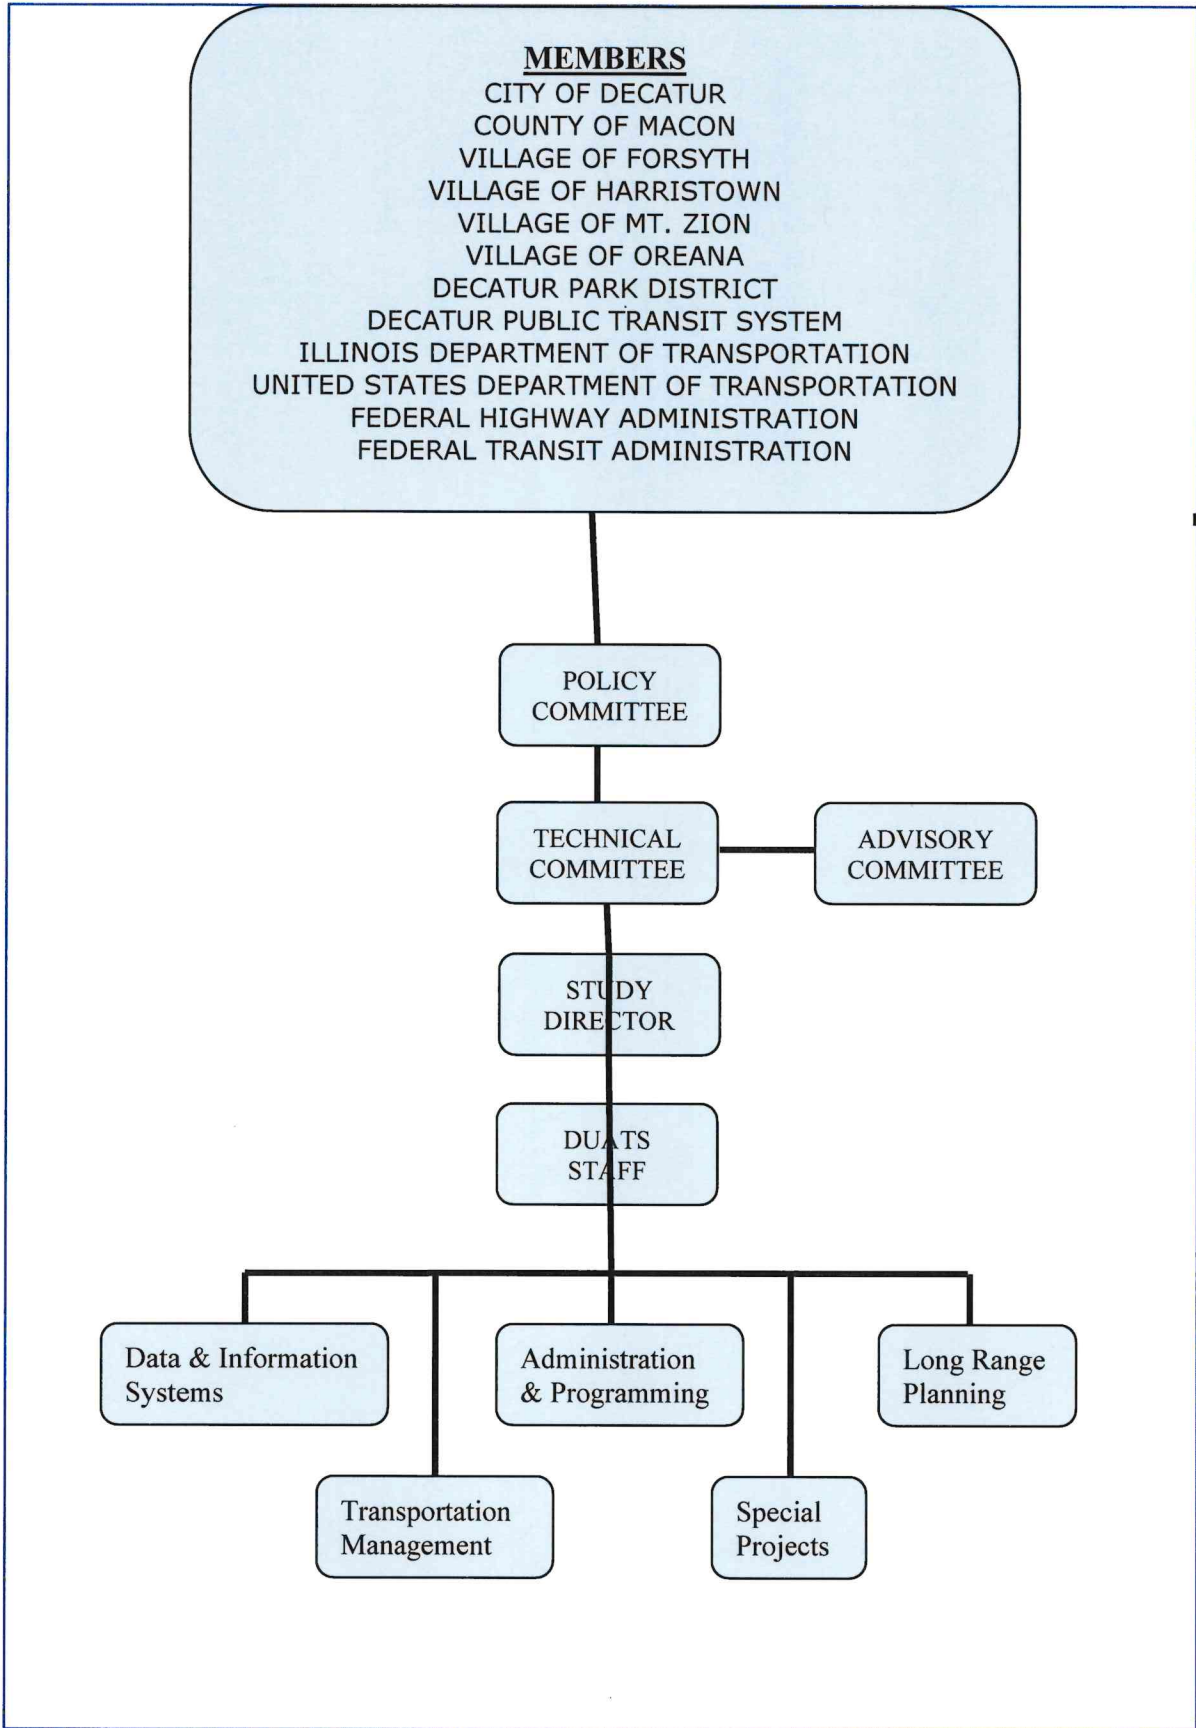 MEMBERS
CITY OF DECATUR
COUNTY OF MACON
VILLAGE OF FORSYTH
VILLAGE OF HARRISTOWN
VILLAGE OF MT. ZION
VILLAGE OF OREANA
DECATUR PARK DISTRICT
DECATUR PUBLIC TRANSIT SYSTEM
ILLINOIS DEPARTMENT OF TRANSPORTATION
UNITED STATES DEPARTMENT OF TRANSPORTATION
FEDERAL HIGHWAY ADMINISTRATION
FEDERAL TRANSIT ADMINISTRATION
POLICY
COMMITTEE
TECHNICAL
COMMITTEE
ADVISORY
COMMITTEE
STUDY
DIRECTOR
DUATS
STAFF
Data & Information
Systems
Administration
& Programming
Long Range
Planning
Transportation
Management
Special
Projects